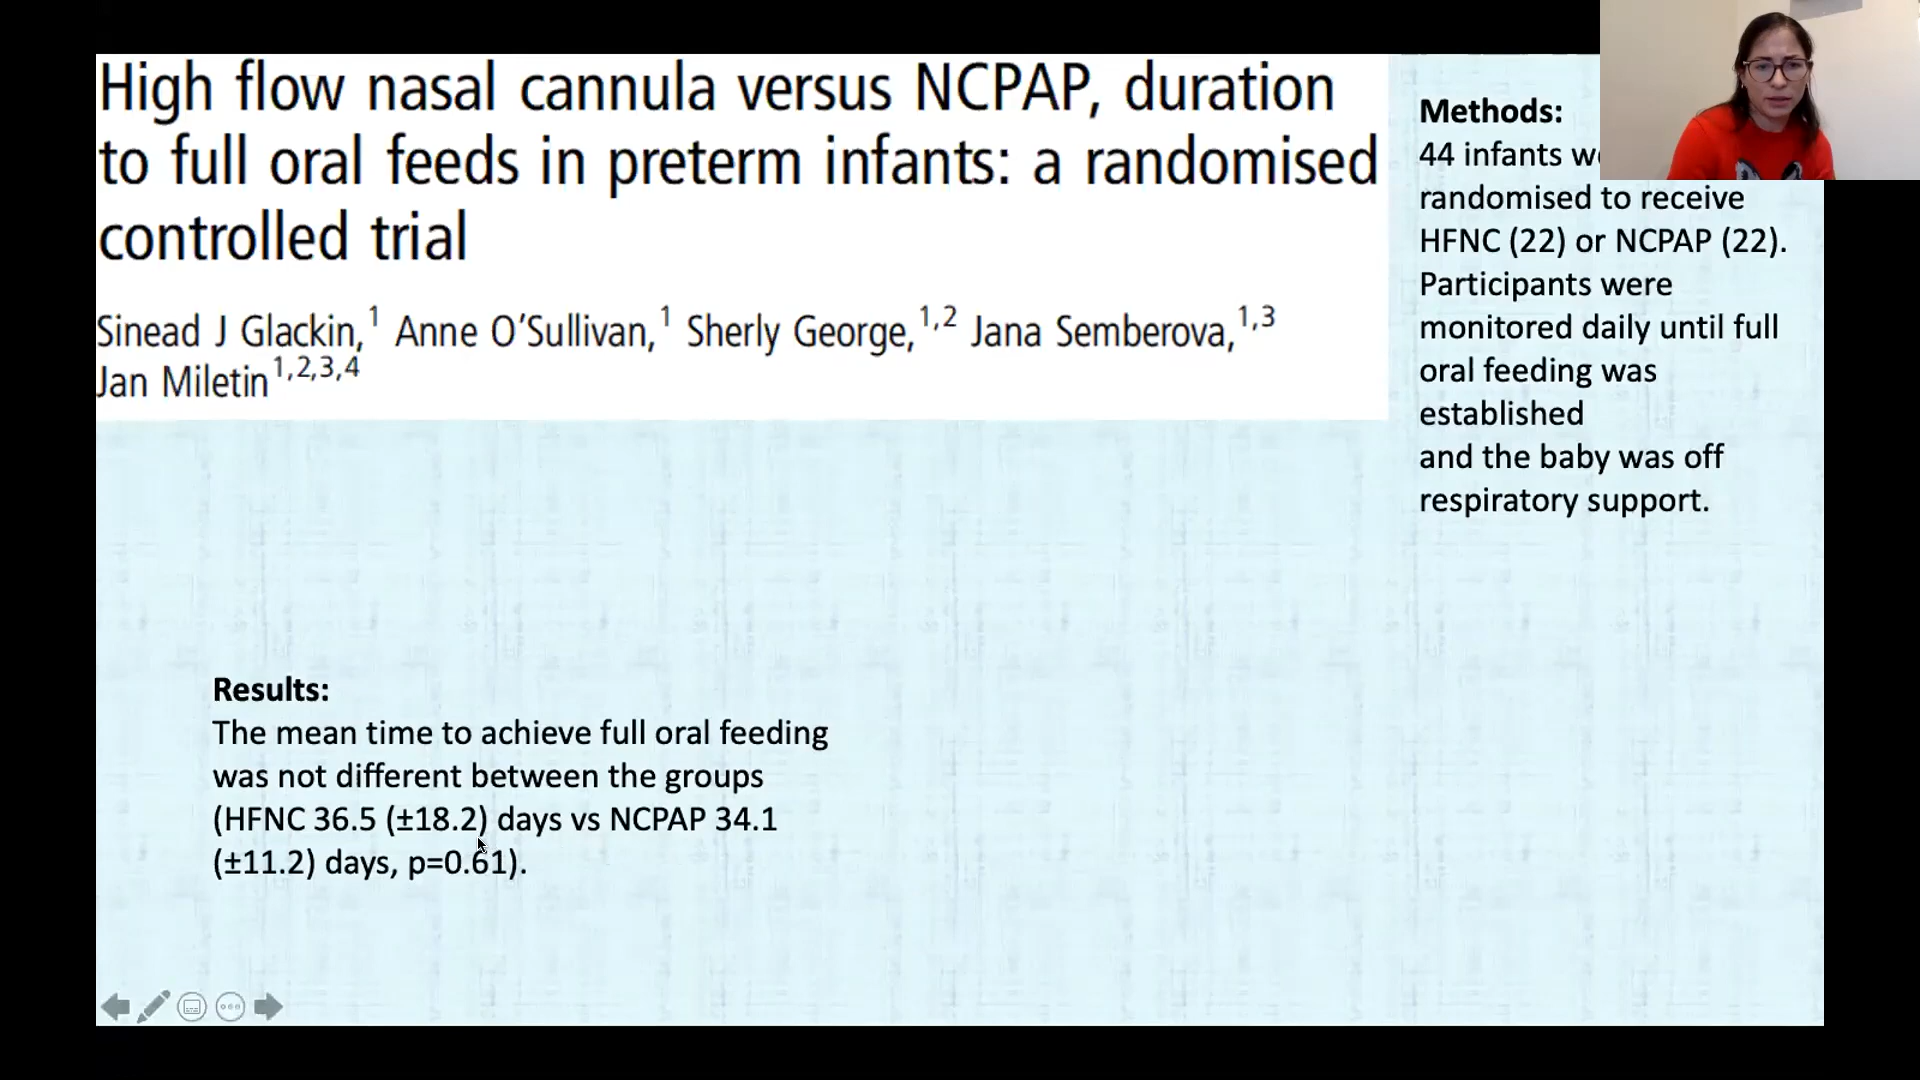 High flow nasal cannula versus NCPAP, duration
to full oral feeds in preterm infants: a randomised
controlled trial
Sinead J Glackin,1 Anne O'Sullivan,1 Sherly George,1,2 Jana Semberova,1,3
Jan Miletin1,2,3,4
Methods:
44 infants
randomised to receive
HFNC (22) or NCPAP (22).
Participants were
monitored daily until full
oral feeding was
established
and the baby was off
respiratory support.
Results:
The mean time to achieve full oral feeding
was not different between the groups
(HFNC 36.5 (±18.2) days vs NCPAP 34.1
(±11.2) days, p=0.61).